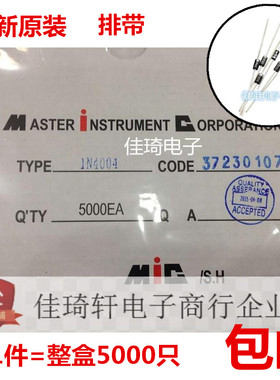 新原装 排带
MASTER INSTRUMENT CORPORATION
佳琦电子
TYPE 1N4004 CODE 37230107
QUALITY ASSURANCE
ACCEPTED
Q'TY 5000EA Q A
MIC /S.H
佳琦轩电子商行企业
件=整盒5000只
包